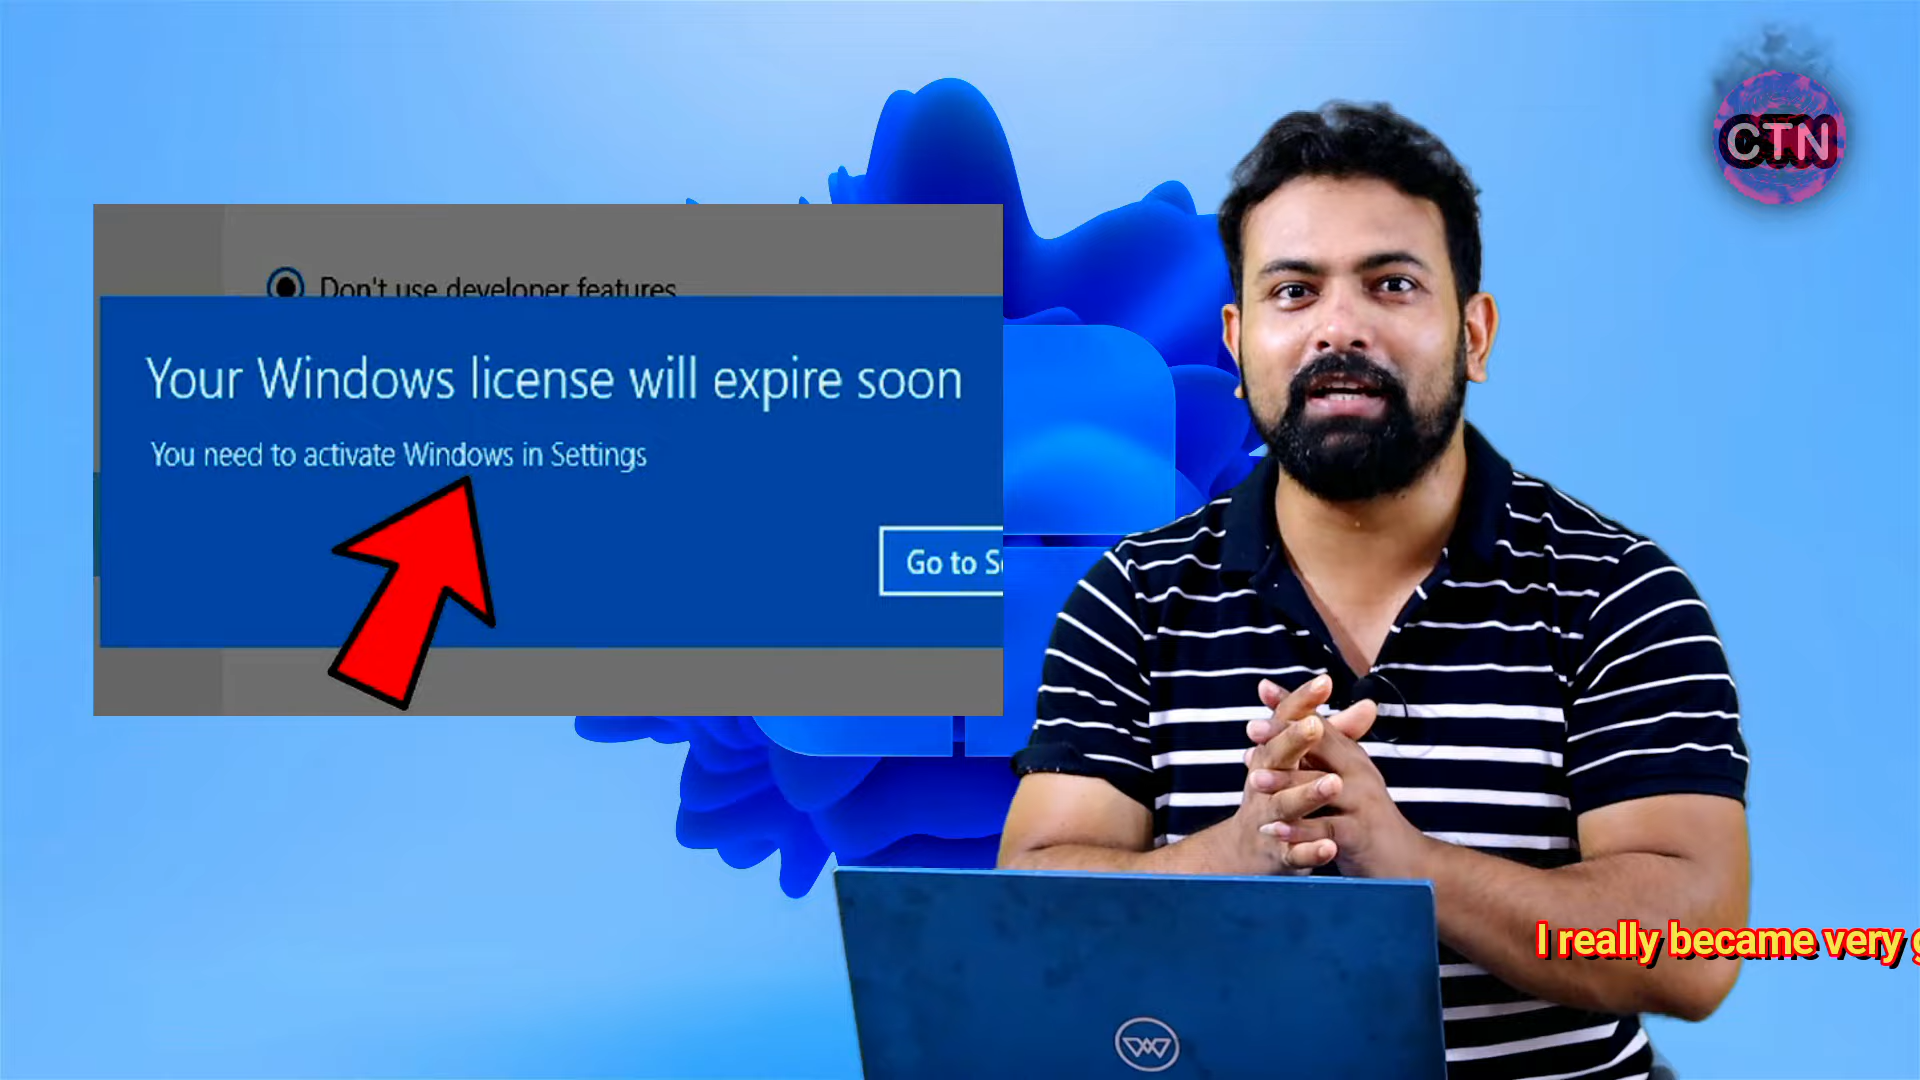 CTN
Don't use developer features
Your Windows license will expire soon
You need to activate Windows in Settings
Go to
I really became very